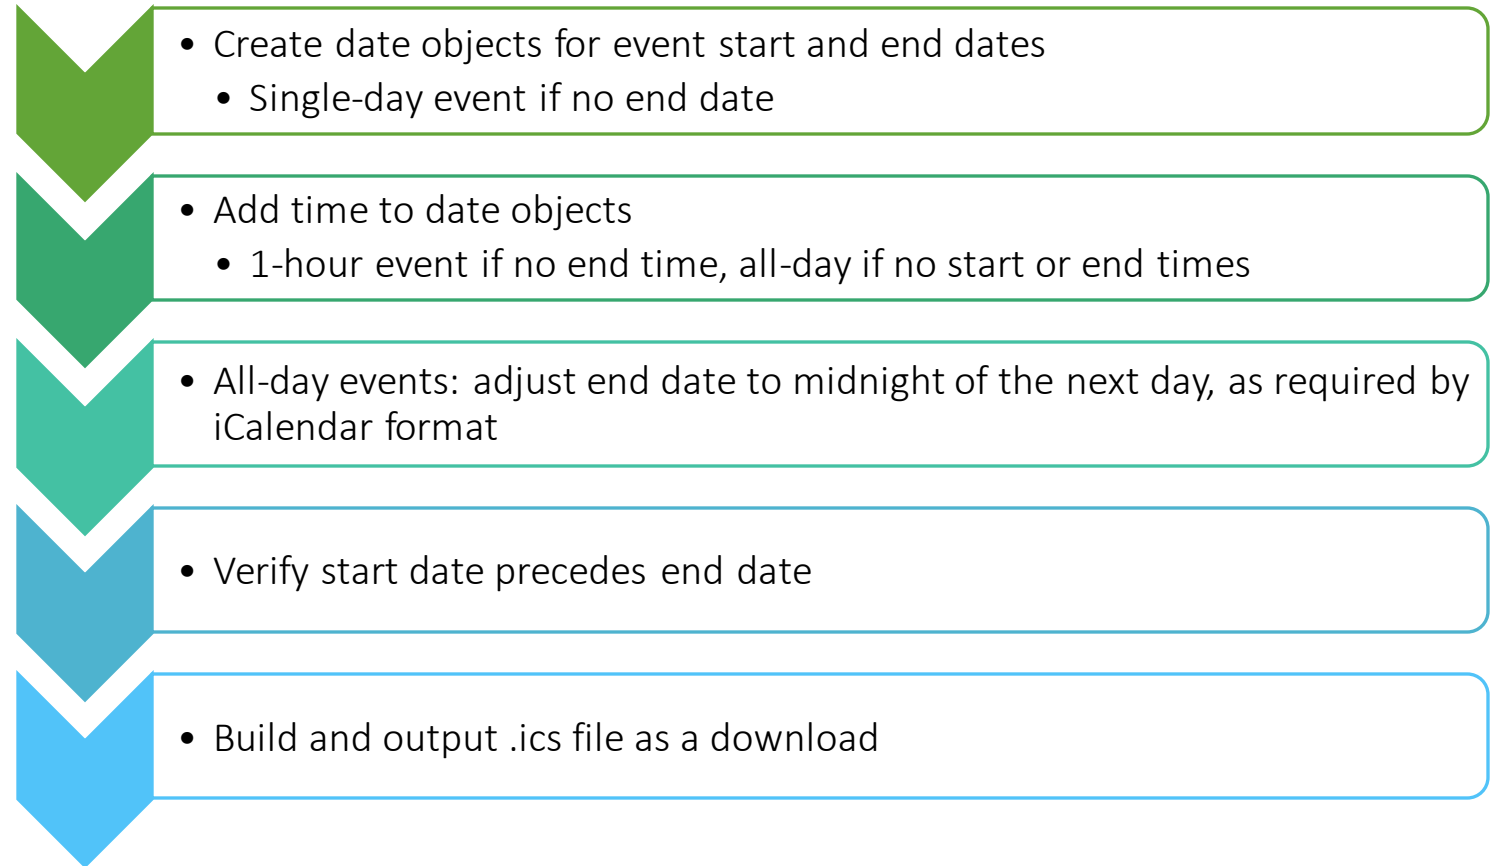 • Create date objects for event start and end dates
• Single-day event if no end date
• Add time to date objects
• 1-hour event if no end time, all-day if no start or end times
• All-day events: adjust end date to midnight of the next day, as required by
iCalendar format
• Verify start date precedes end date
• Build and output .ics file as a download